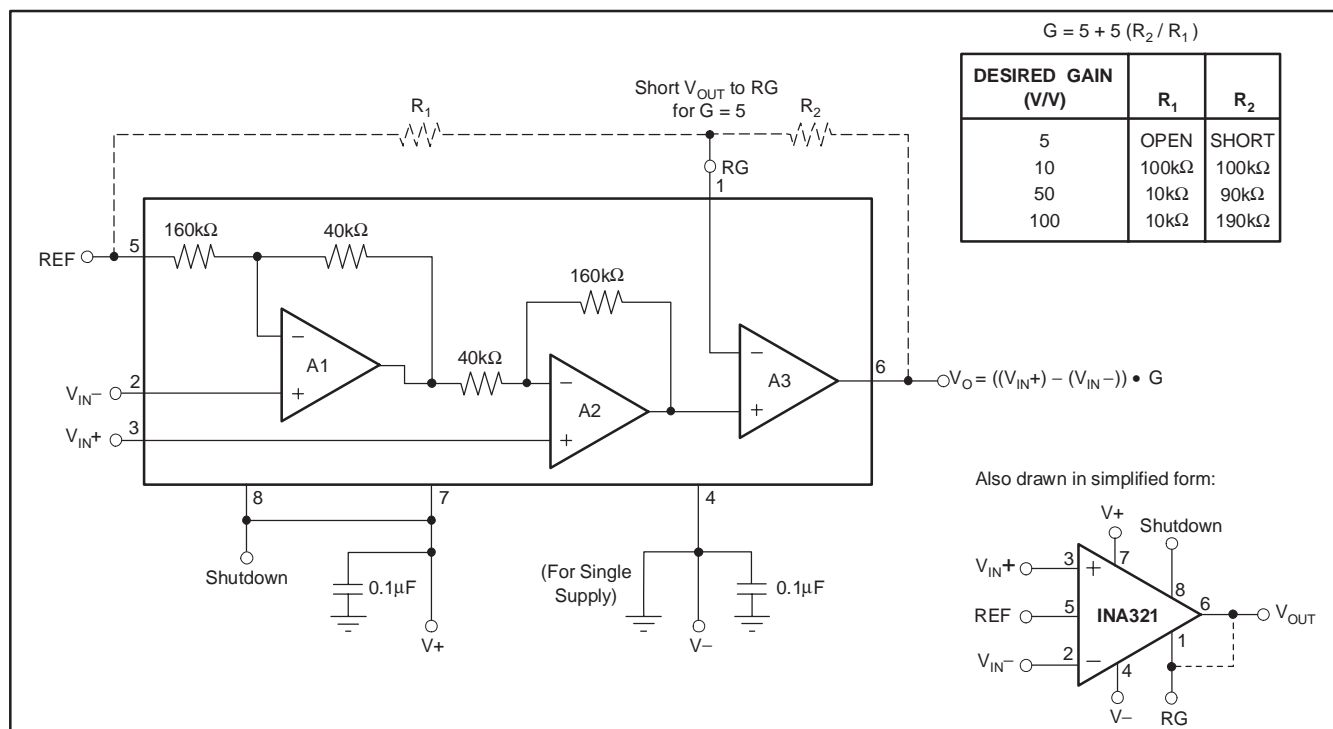 G = 5 + 5 (R2 / R1)
DESIRED GAIN (V/V) R1 R2
5 OPEN SHORT
10 100kΩ 100kΩ
50 10kΩ 90kΩ
100 10kΩ 190kΩ
Short VOUT to RG
for G = 5
R1
R2
RG
1
REF
5
160kΩ
40kΩ
160kΩ
A1
−
+
40kΩ
A2
−
+
A3
−
+
6
VO = ((VIN+) − (VIN−)) • G
VIN−
2
VIN+
3
8
7
4
Shutdown
0.1μF
V+
(For Single
Supply)
0.1μF
V−
Also drawn in simplified form:
V+
Shutdown
VIN+
3
+
7
8
REF
5
INA321
6
VOUT
VIN−
2
−
4
1
V−
RG